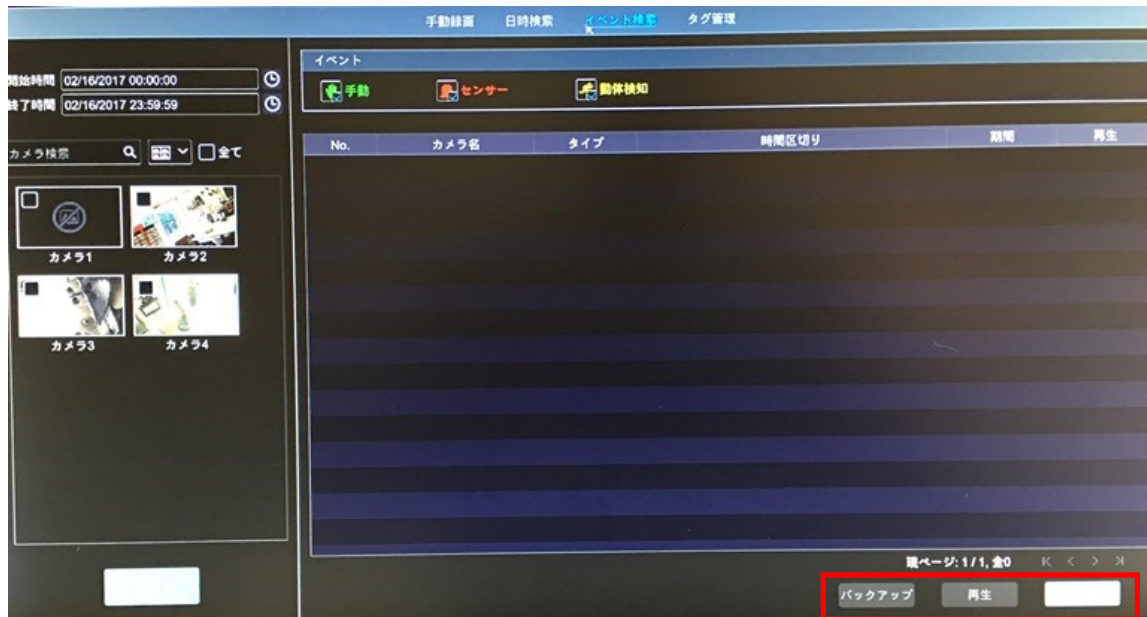 手動録画 日時検索 イベント検索 タグ管理
開始時間 02/16/2017 00:00:00
終了時間 02/16/2017 23:59:59
カメラ検索 全て
カメラ1 カメラ2
カメラ3 カメラ4
イベント
手動 センサー 動体検知
No. カメラ名 タイプ 時間区切り 期間 再生
現ページ: 1 / 1, 全0
バックアップ 再生